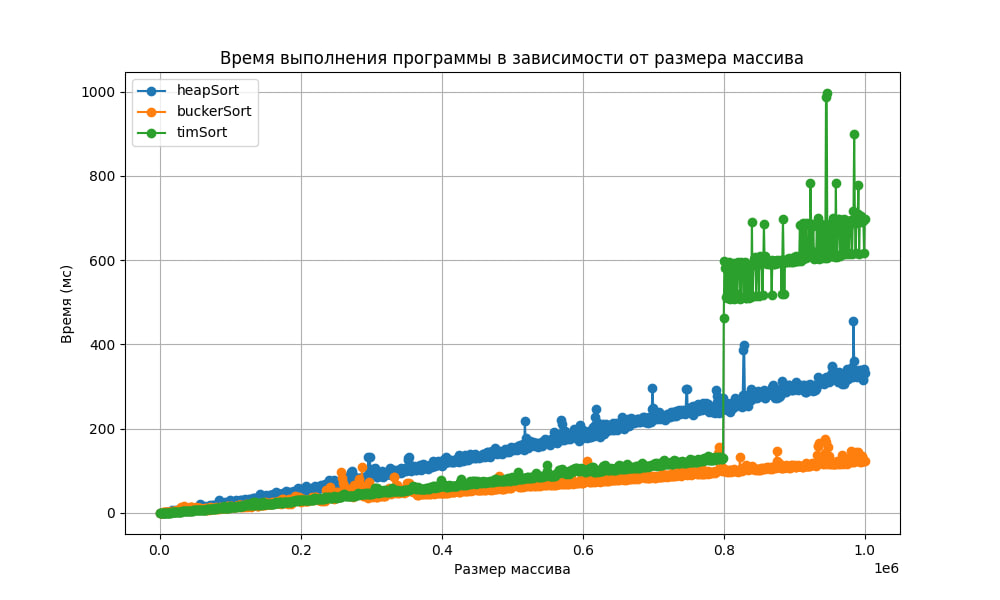 Время выполнения программы в зависимости от размера массива
heapSort
buckerSort
timSort
1000
800
600
400
200
0
Время (мс)
0.0 0.2 0.4 0.6 0.8 1.0
1e6
Размер массива